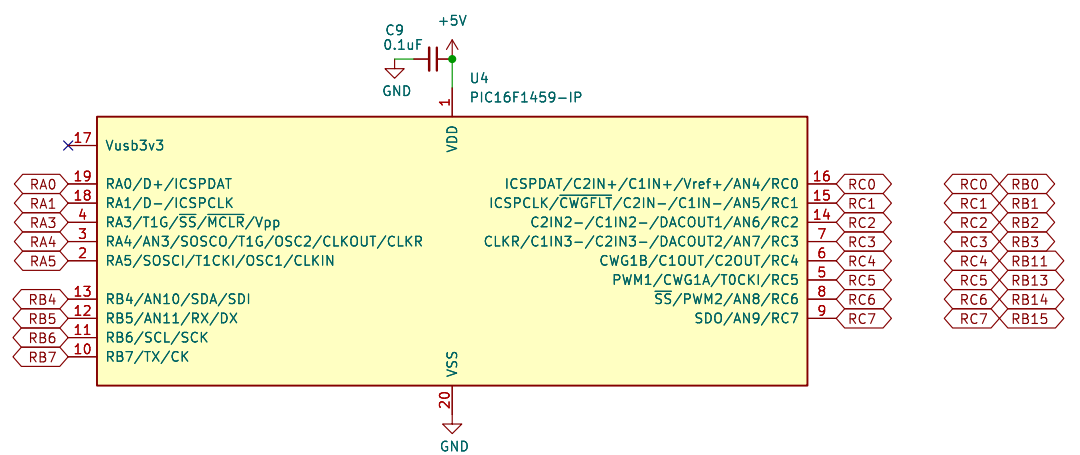 +5V
C9
0.1uF
GND
U4
PIC16F1459-IP
1
VDD
17 Vusb3v3
RA0 19 RA0/D+/ICSPDAT ICSPDAT/C2IN+/C1IN+/Vref+/AN4/RC0 16 RC0 RC0 RB0
RA1 18 RA1/D-/ICSPCLK ICSPCLK/CWGFLT/C2IN-/C1IN-/AN5/RC1 15 RC1 RC1 RB1
RA3 4 RA3/T1G/SS/MCLR/Vpp C2IN2-/C1IN2-/DACOUT1/AN6/RC2 14 RC2 RC2 RB2
RA4 3 RA4/AN3/SOSCO/T1G/OSC2/CLKOUT/CLKR CLKR/C1IN3-/C2IN3-/DACOUT2/AN7/RC3 7 RC3 RC3 RB3
RA5 2 RA5/SOSCI/T1CKI/OSC1/CLKIN CWG1B/C1OUT/C2OUT/RC4 6 RC4 RC4 RB11
PWM1/CWG1A/T0CKI/RC5 5 RC5 RC5 RB13
RB4 13 RB4/AN10/SDA/SDI SS/PWM2/AN8/RC6 8 RC6 RC6 RB14
RB5 12 RB5/AN11/RX/DX SDO/AN9/RC7 9 RC7 RC7 RB15
RB6 11 RB6/SCL/SCK
RB7 10 RB7/TX/CK
VSS
20
GND